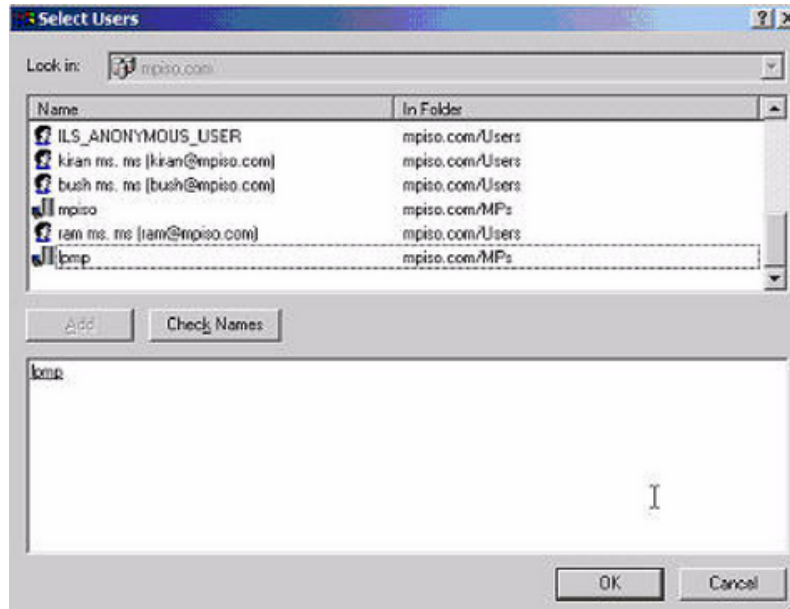 Select Users
Look in: mpiso.com
Name In Folder
ILS_ANONYMOUS_USER mpiso.com/Users
kiran ms. ms (kiran@mpiso.com) mpiso.com/Users
bush ms. ms (bush@mpiso.com) mpiso.com/Users
mpiso mpiso.com/MPs
ram ms. ms (ram@mpiso.com) mpiso.com/Users
lpmp mpiso.com/MPs
Add Check Names
lpmp
OK Cancel